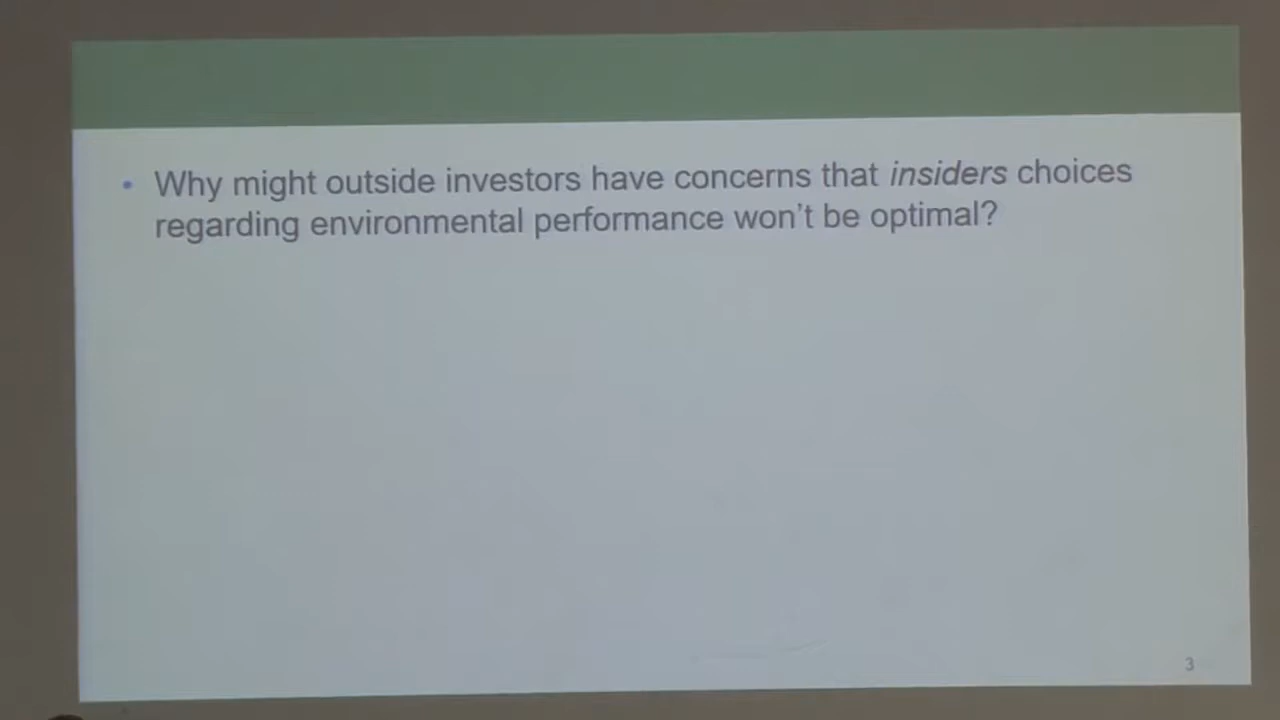 • Why might outside investors have concerns that insiders choices
regarding environmental performance won't be optimal?
3